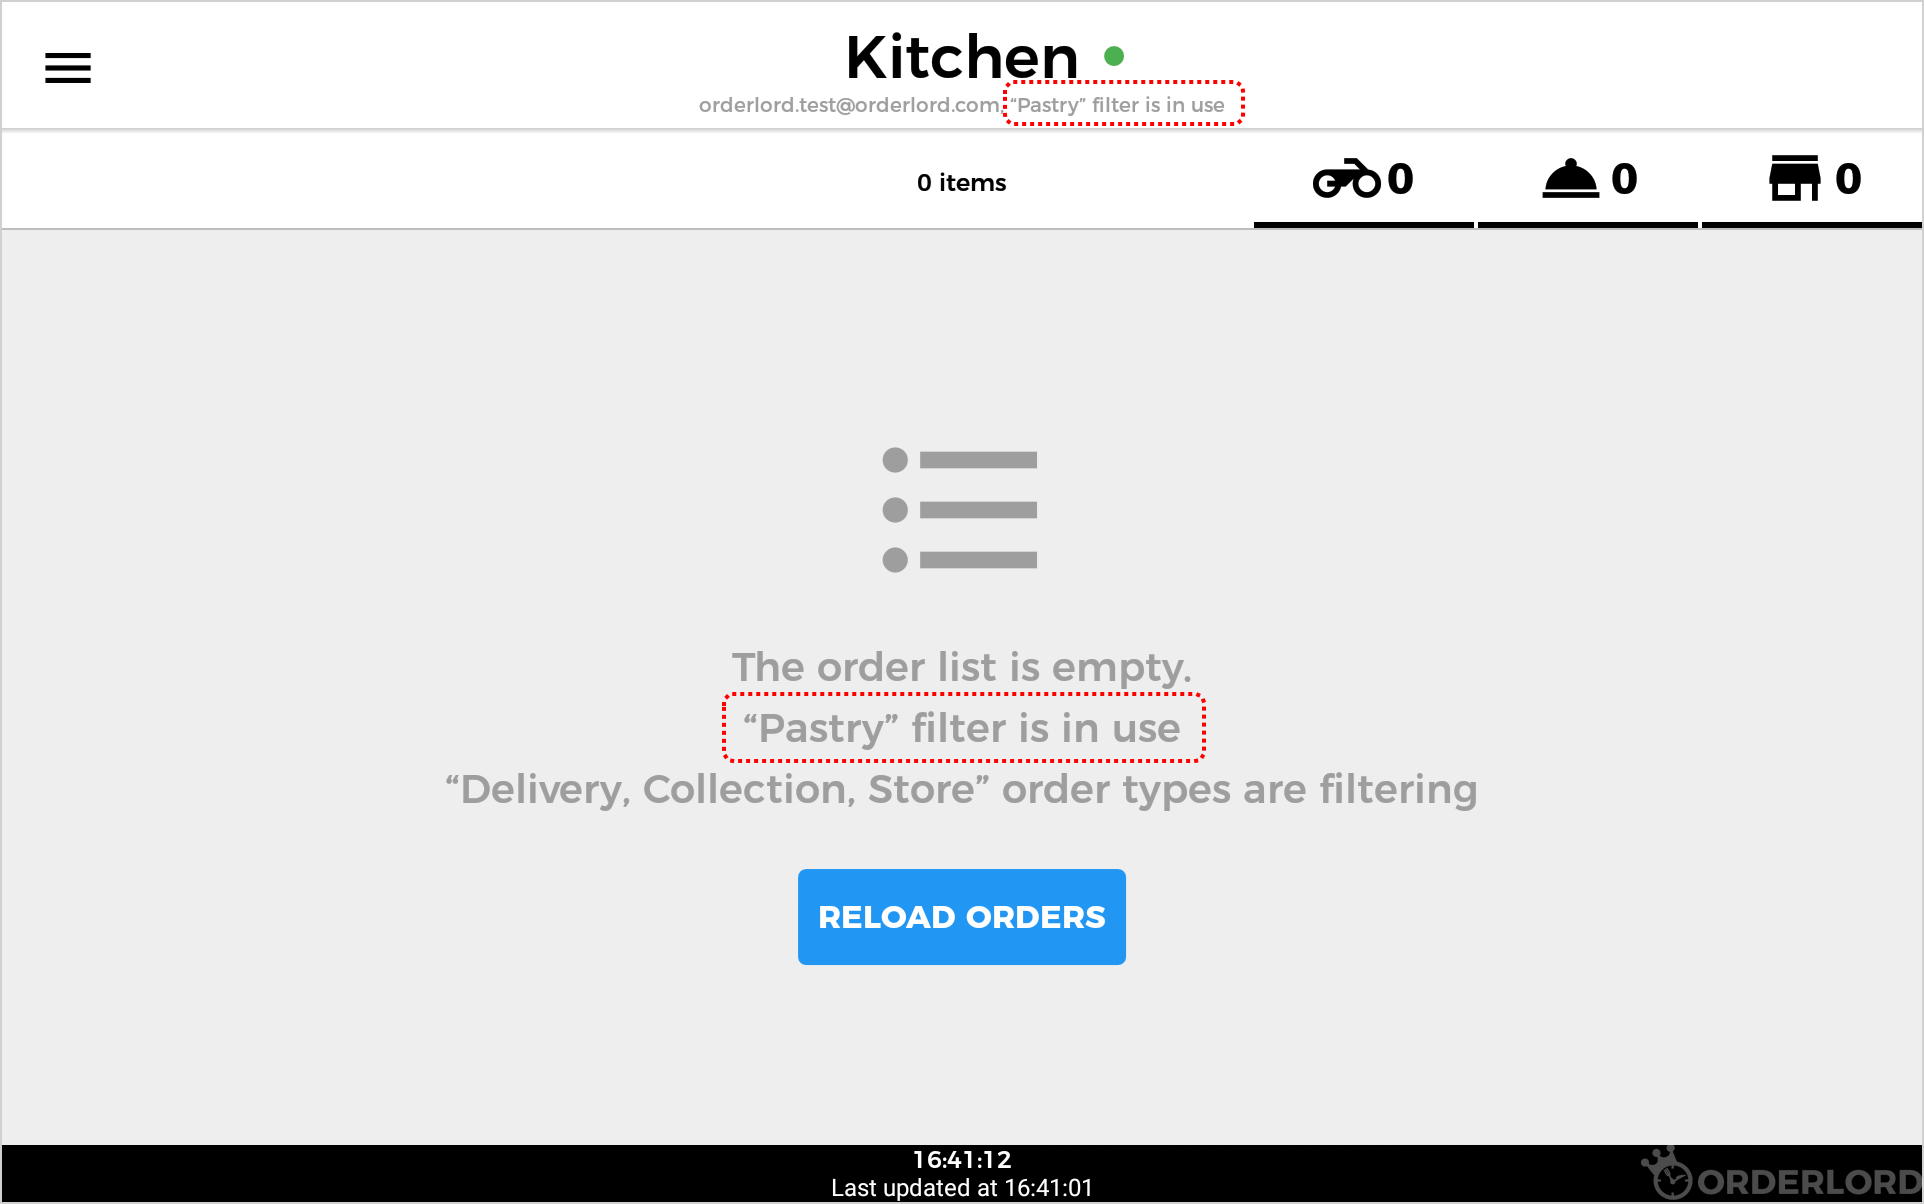 Kitchen
orderlord.test@orderlord.com, “Pastry” filter is in use
0 items
0
0
0
The order list is empty.
“Pastry” filter is in use
“Delivery, Collection, Store” order types are filtering
RELOAD ORDERS
16:41:12
Last updated at 16:41:01
ORDERLORD